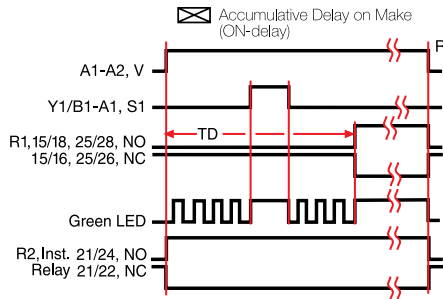 Accumulative Delay on Make
(ON-delay)
A1-A2, V
Y1/B1-A1, S1
TD
R1,15/18, 25/28, NO
15/16, 25/26, NC
Green LED
R2,Inst. 21/24, NO
Relay 21/22, NC